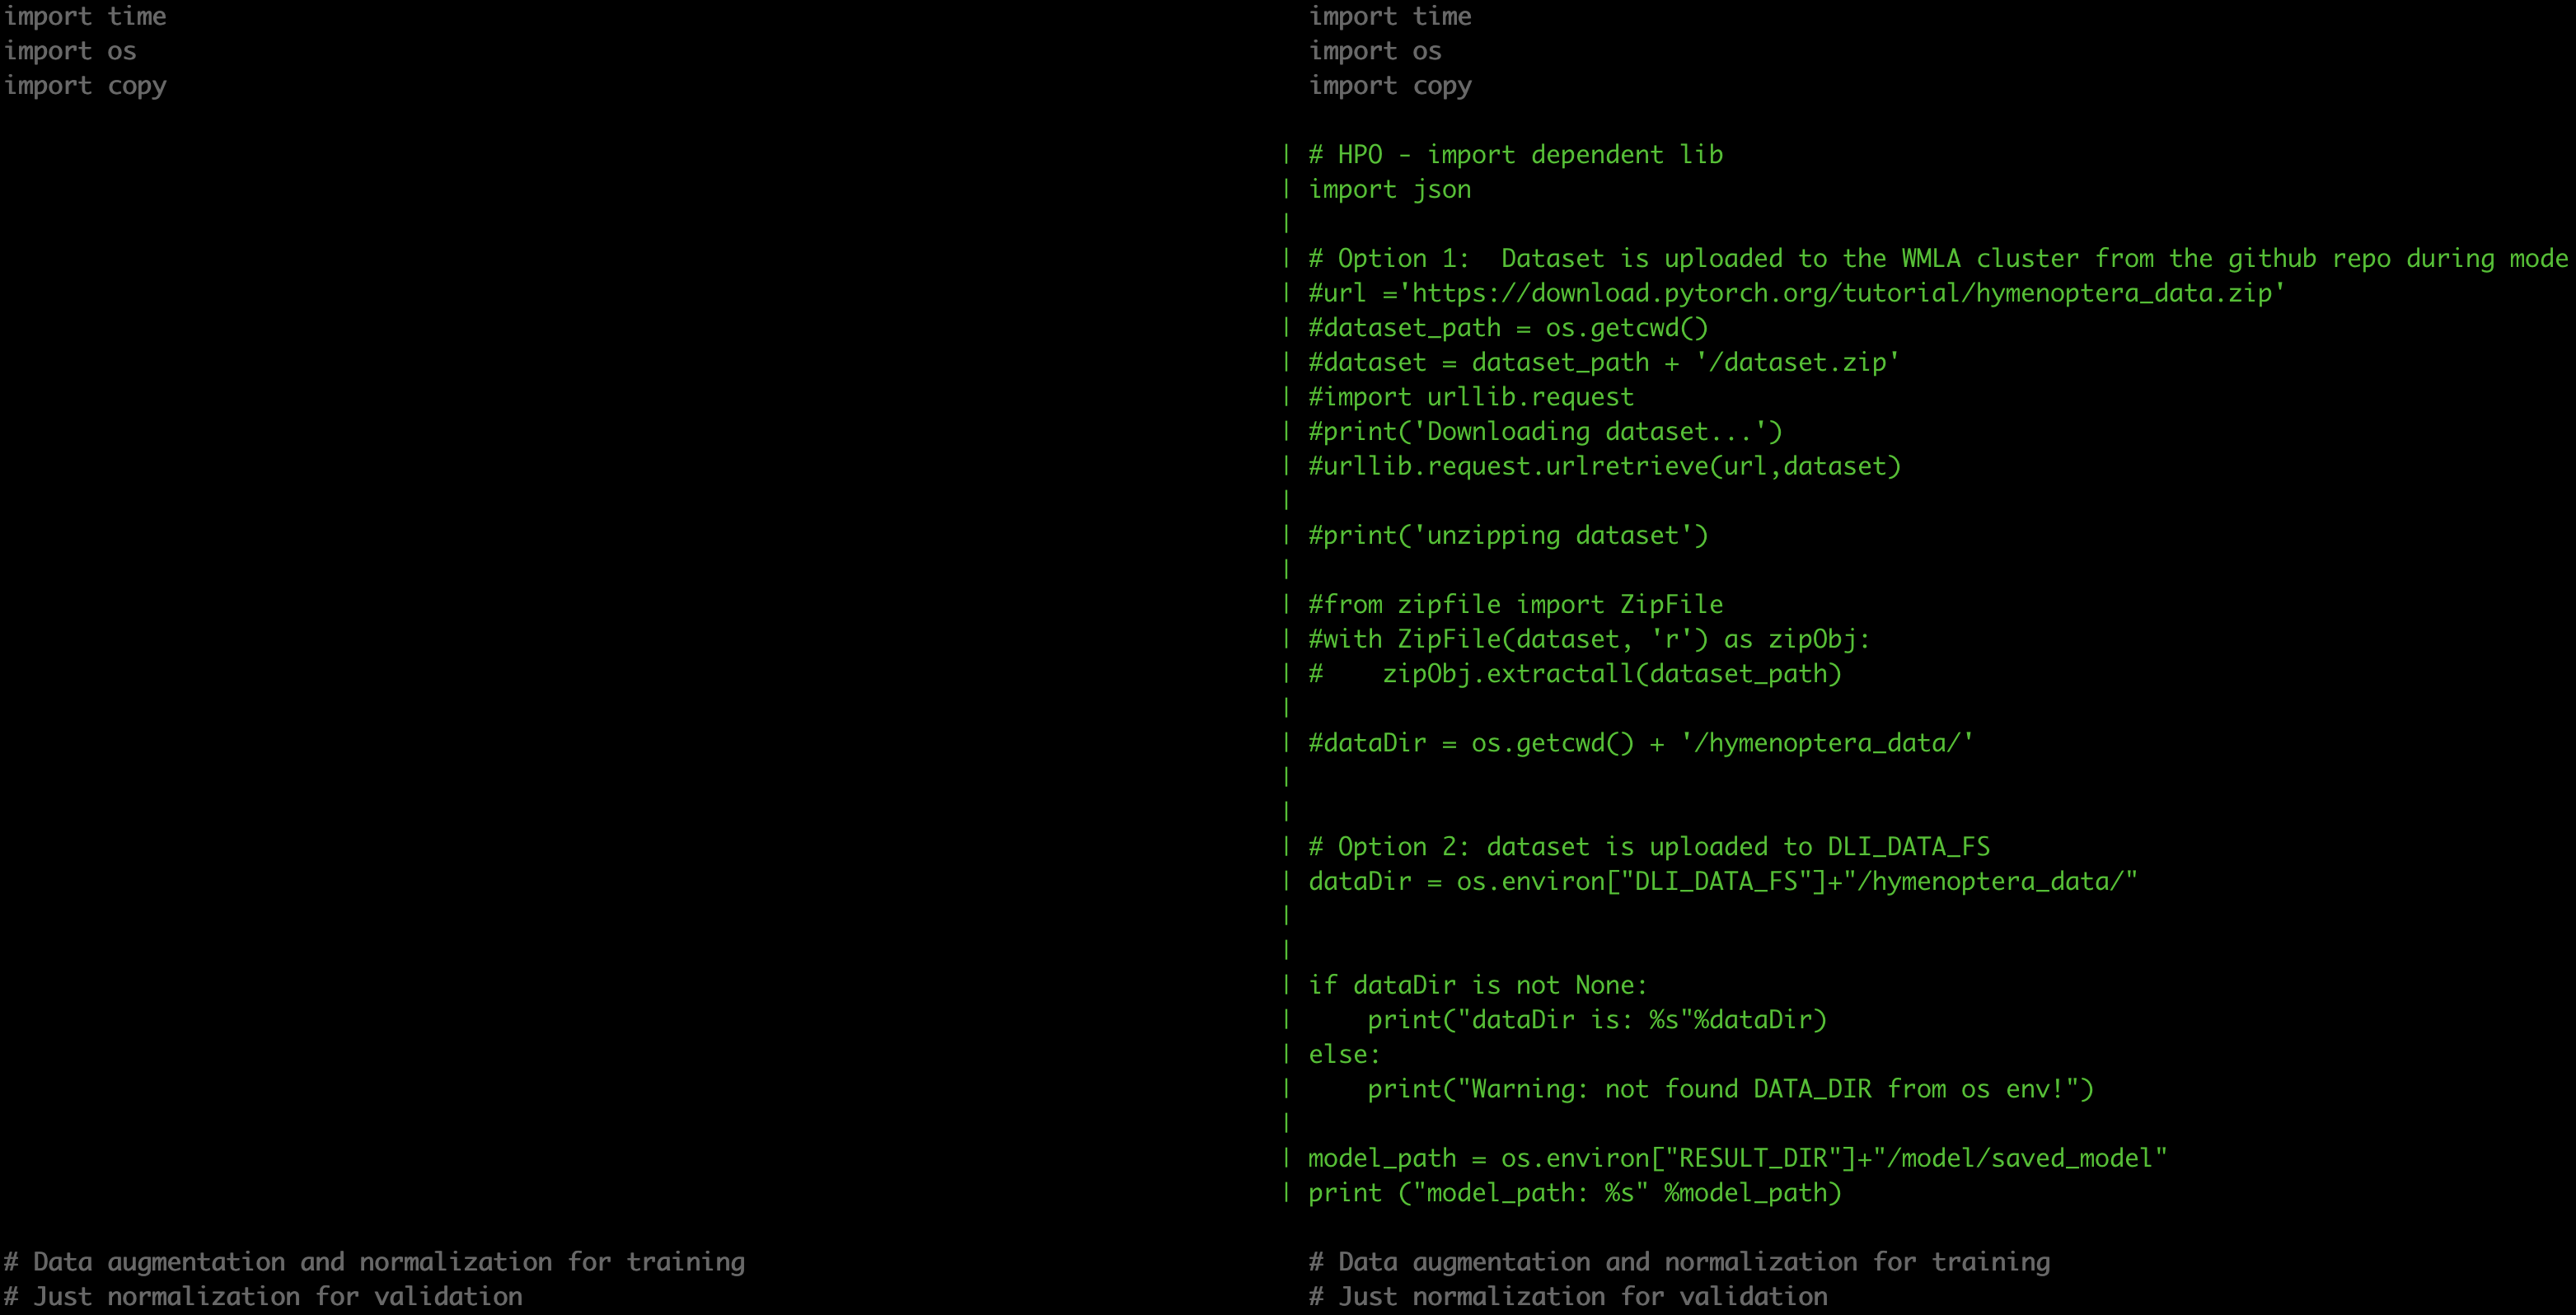 import time
import os
import copy
# Data augmentation and normalization for training
# Just normalization for validation
import time
import os
import copy
| # HPO - import dependent lib
| import json
|
| # Option 1:  Dataset is uploaded to the WMLA cluster from the github repo during mode
| #url ='https://download.pytorch.org/tutorial/hymenoptera_data.zip'
| #dataset_path = os.getcwd()
| #dataset = dataset_path + '/dataset.zip'
| #import urllib.request
| #print('Downloading dataset...')
| #urllib.request.urlretrieve(url,dataset)
|
| #print('unzipping dataset')
|
| #from zipfile import ZipFile
| #with ZipFile(dataset, 'r') as zipObj:
| #    zipObj.extractall(dataset_path)
|
| #dataDir = os.getcwd() + '/hymenoptera_data/'
|
|
| # Option 2: dataset is uploaded to DLI_DATA_FS
| dataDir = os.environ["DLI_DATA_FS"]+"/hymenoptera_data/"
|
|
| if dataDir is not None:
|     print("dataDir is: %s"%dataDir)
| else:
|     print("Warning: not found DATA_DIR from os env!")
|
| model_path = os.environ["RESULT_DIR"]+"/model/saved_model"
| print ("model_path: %s" %model_path)
# Data augmentation and normalization for training
# Just normalization for validation